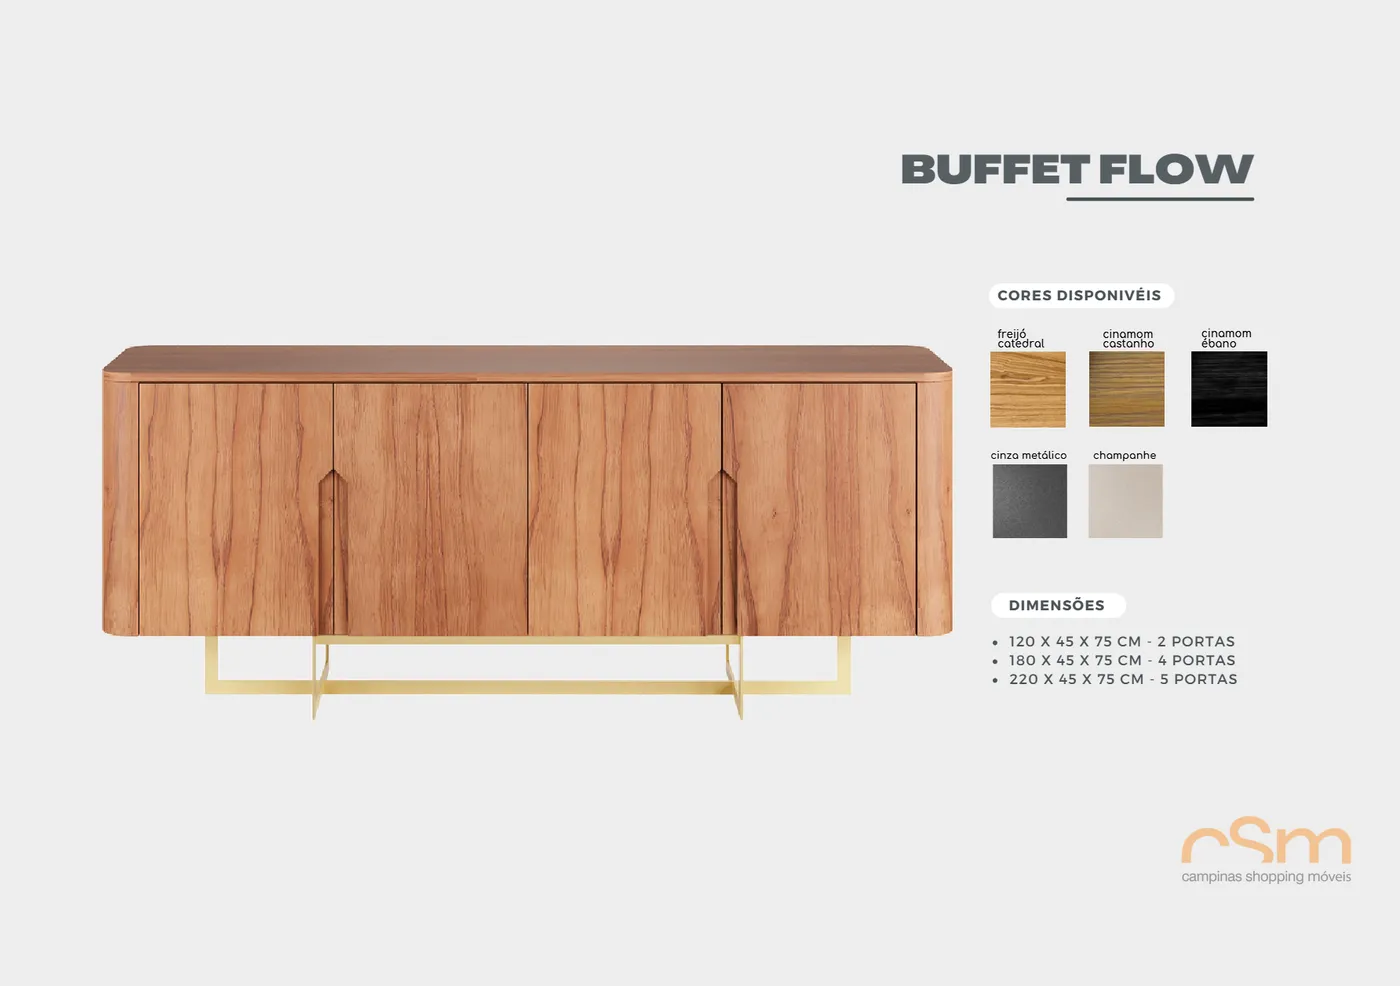 BUFFET FLOW
CORES DISPONIVÉIS
freijó
catedral
cinamom
castanho
cinamom
ébano
cinza metálico
champanhe
DIMENSÕES
• 120 X 45 X 75 CM - 2 PORTAS
• 180 X 45 X 75 CM - 4 PORTAS
• 220 X 45 X 75 CM - 5 PORTAS
rsm
campinas shopping móveis